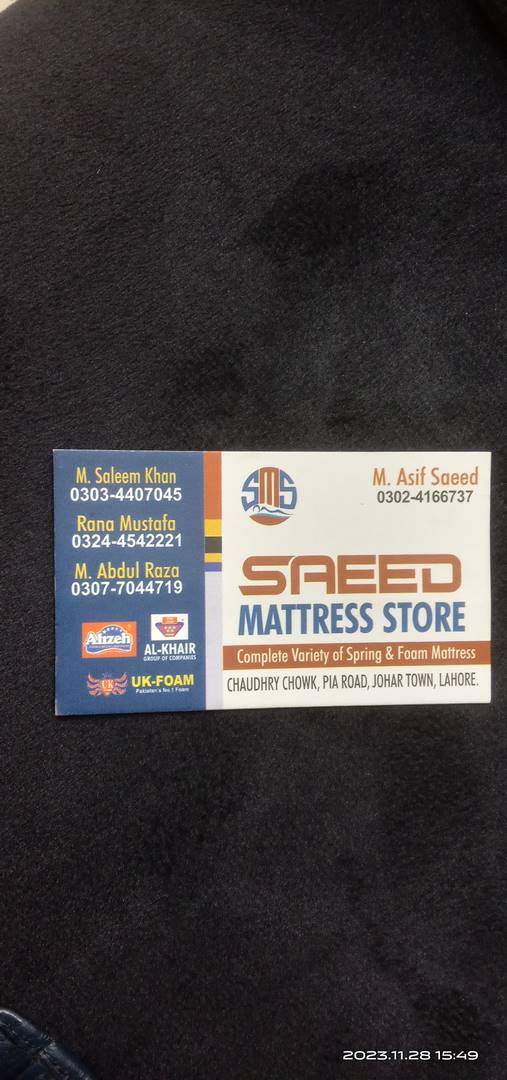 M. Saleem Khan
0303-4407045
Rana Mustafa
0324-4542221
M. Abdul Raza
0307-7044719
Alizeh
AL-KHAIR
GROUP OF COMPANIES
UK
UK-FOAM
Pakistan's No.1 Foam
SMS
M. Asif Saeed
0302-4166737
SAEED
MATTRESS STORE
Complete Variety of Spring & Foam Mattress
CHAUDHRY CHOWK, PIA ROAD, JOHAR TOWN, LAHORE.
2023.11.28 15:49